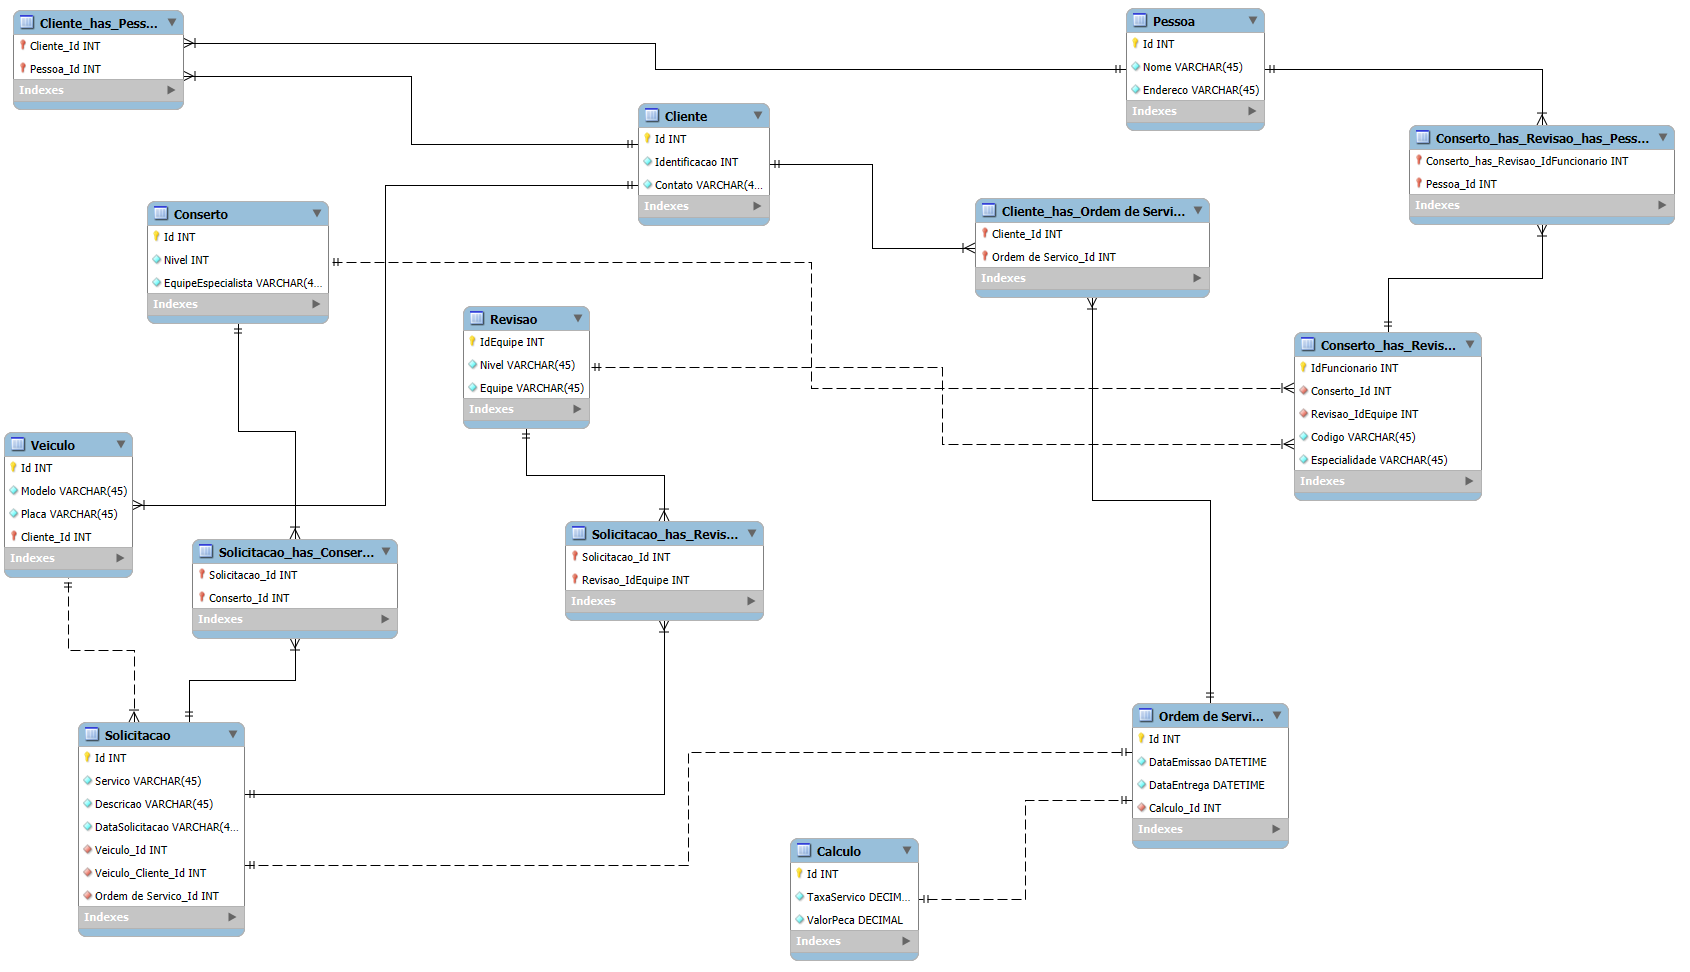 Cliente_has_Pess...
Cliente_Id INT
Pessoa_Id INT
Indexes
Pessoa
Id INT
Nome VARCHAR(45)
Endereco VARCHAR(45)
Indexes
Cliente
Id INT
Identificacao INT
Contato VARCHAR(4...
Indexes
Conserto_has_Revisao_has_Pess...
Conserto_has_Revisao_IdFuncionario INT
Pessoa_Id INT
Indexes
Conserto
Id INT
Nivel INT
EquipeEspecialista VARCHAR(4...
Indexes
Cliente_has_Ordem de Servi...
Cliente_Id INT
Ordem de Servico_Id INT
Indexes
Revisao
IdEquipe INT
Nivel VARCHAR(45)
Equipe VARCHAR(45)
Indexes
Conserto_has_Revis...
IdFuncionario INT
Conserto_Id INT
Revisao_IdEquipe INT
Codigo VARCHAR(45)
Especialidade VARCHAR(45)
Indexes
Veiculo
Id INT
Modelo VARCHAR(45)
Placa VARCHAR(45)
Cliente_Id INT
Indexes
Solicitacao_has_Conser...
Solicitacao_Id INT
Conserto_Id INT
Indexes
Solicitacao_has_Revis...
Solicitacao_Id INT
Revisao_IdEquipe INT
Indexes
Solicitacao
Id INT
Servico VARCHAR(45)
Descricao VARCHAR(45)
DataSolicitacao VARCHAR(4...
Veiculo_Id INT
Veiculo_Cliente_Id INT
Ordem de Servico_Id INT
Indexes
Ordem de Servi...
Id INT
DataEmissao DATETIME
DataEntrega DATETIME
Calculo_Id INT
Indexes
Calculo
Id INT
TaxaServico DECIM...
ValorPeca DECIMAL
Indexes